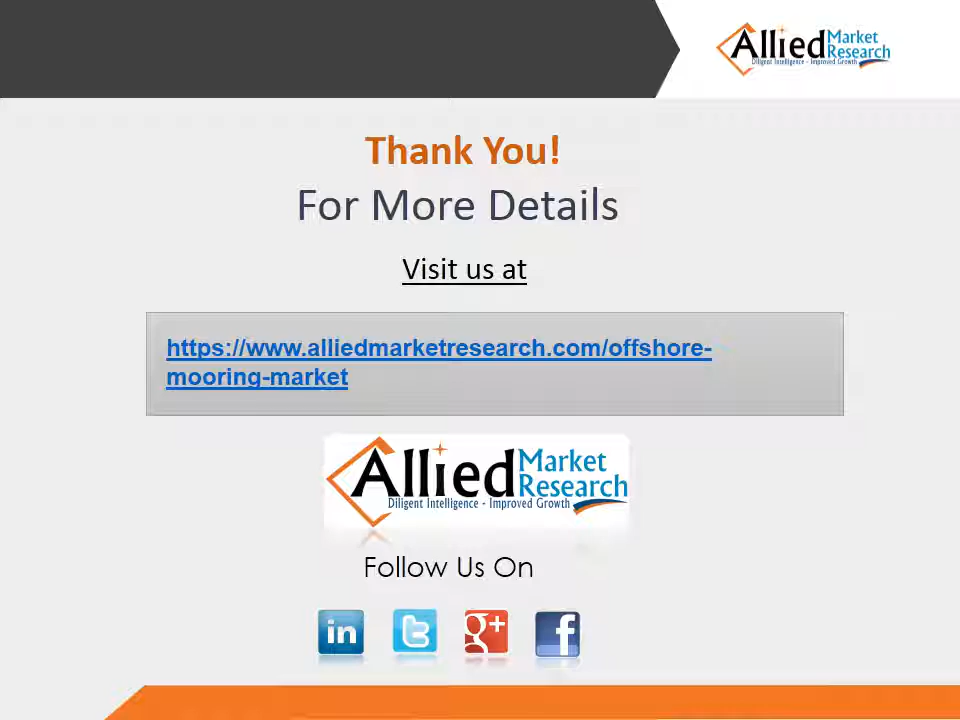 Allied Market
Research
Diligent Intelligence - Improved Growth
Thank You!
For More Details
Visit us at
https://www.alliedmarketresearch.com/offshore-
mooring-market
Allied Market
Research
Diligent Intelligence - Improved Growth
Follow Us On
in
t
g+
f